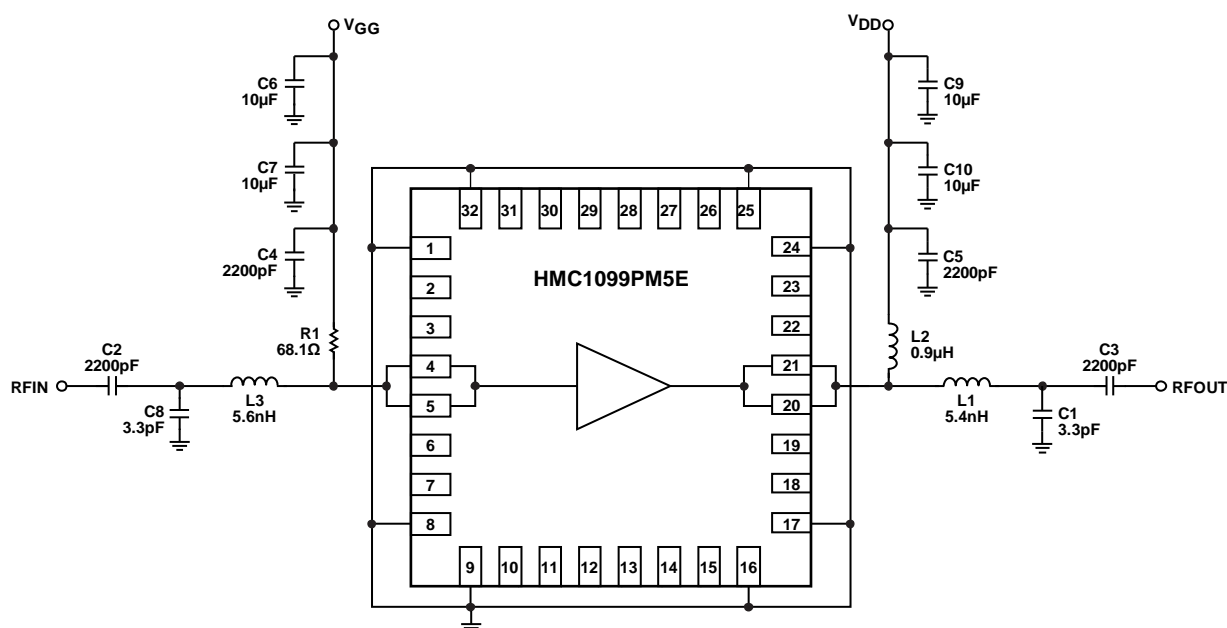 VGG
VDD
C6
10µF
C9
10µF
C7
10µF
C10
10µF
32 31 30 29 28 27 26 25
C4
2200pF
C5
2200pF
1
24
HMC1099PM5E
2
23
3
22
R1
68.1Ω
L2
0.9µH
C2
2200pF
C3
2200pF
4
21
RFIN
RFOUT
L3
5.6nH
L1
5.4nH
5
20
C8
3.3pF
C1
3.3pF
6
19
7
18
8
17
9 10 11 12 13 14 15 16